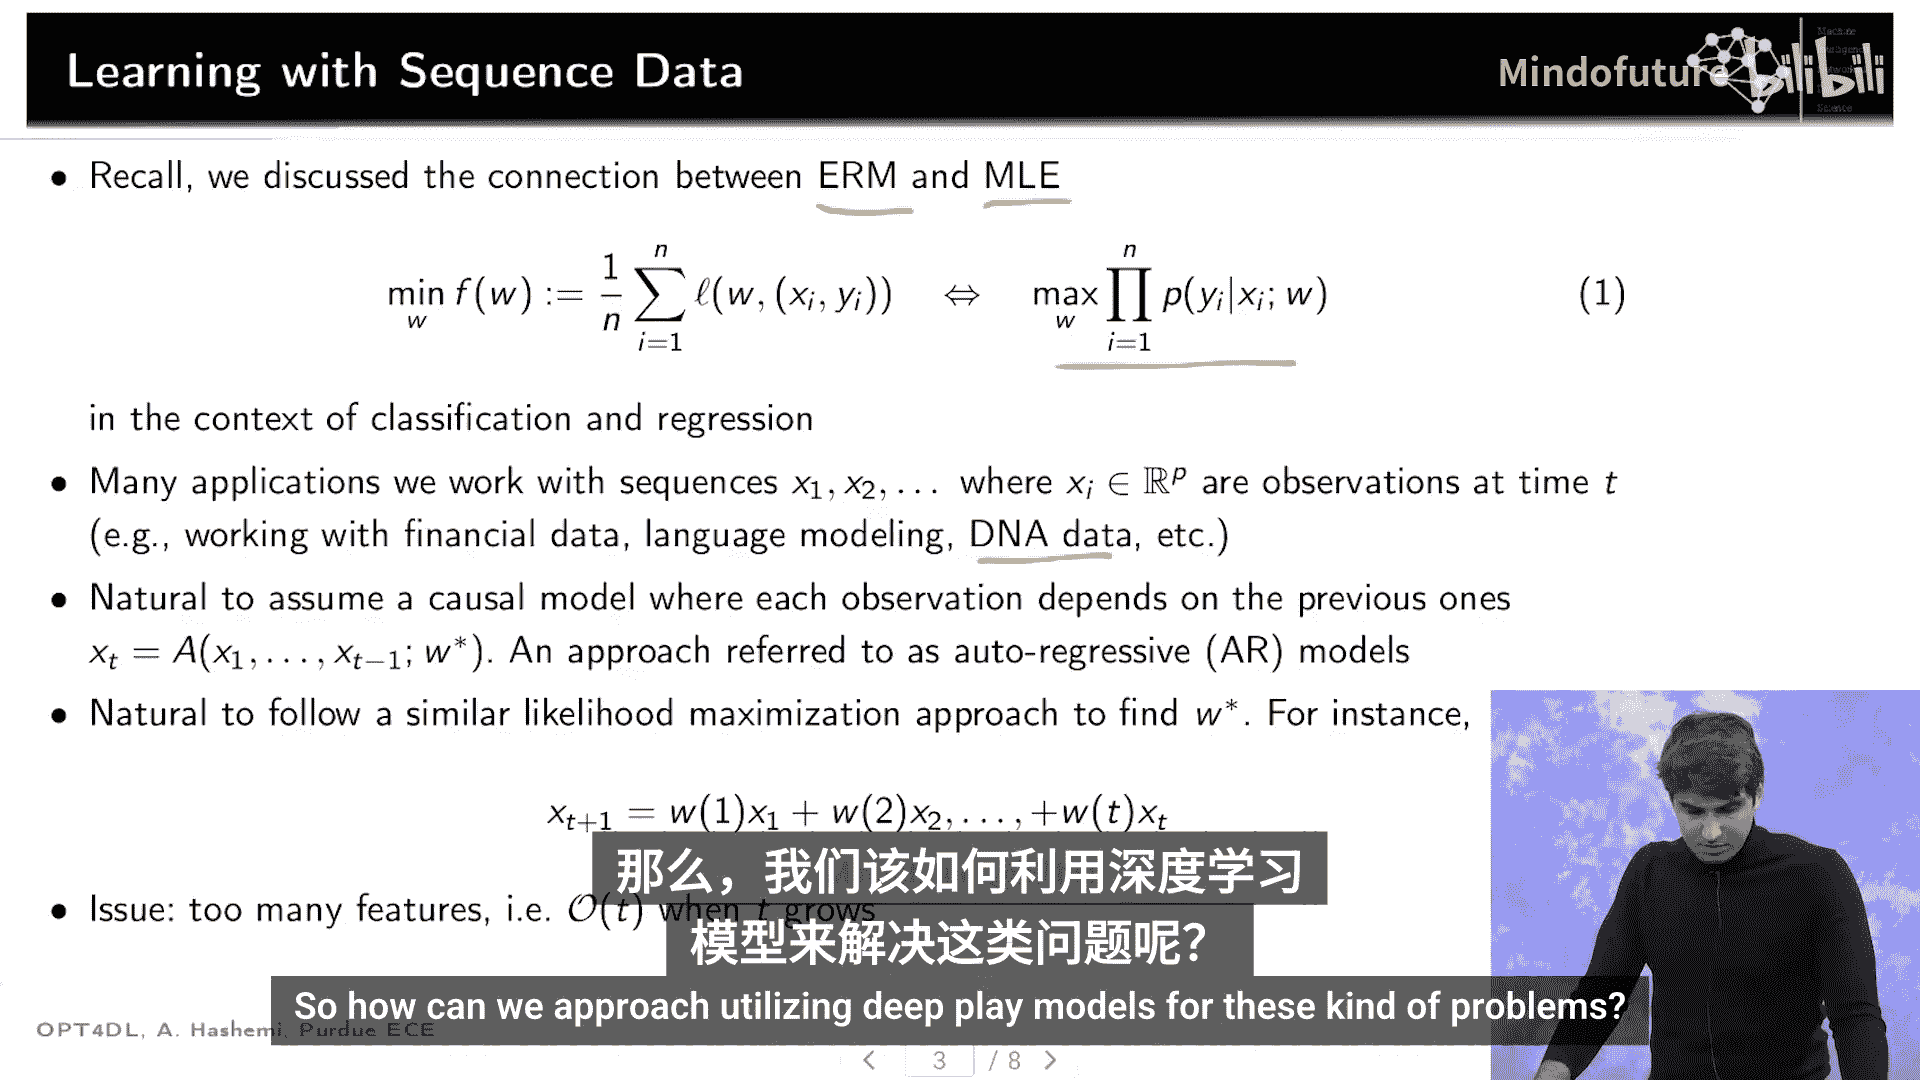 Learning with Sequence Data
Mindofuture
bilibili
• Recall, we discussed the connection between ERM and MLE
min_w f(w) := 1/n ∑_{i=1}^{n} ℓ(w, (x_i, y_i)) ⇔ max_w ∏_{i=1}^{n} p(y_i|x_i; w) (1)
in the context of classification and regression
• Many applications we work with sequences x_1, x_2, ... where x_i ∈ ℝ^p are observations at time t
(e.g., working with financial data, language modeling, DNA data, etc.)
• Natural to assume a causal model where each observation depends on the previous ones
x_t = A(x_1, ..., x_{t−1}; w*). An approach referred to as auto-regressive (AR) models
• Natural to follow a similar likelihood maximization approach to find w*. For instance,
x_{t+1} = w(1)x_1 + w(2)x_2, ..., +w(t)x_t
• Issue: too many features, i.e. O(t) when t grows
那么，我们该如何利用深度学习
模型来解决这类问题呢？
So how can we approach utilizing deep play models for these kind of problems?
OPT4DL, A. Hashemi, Purdue ECE
3 / 8